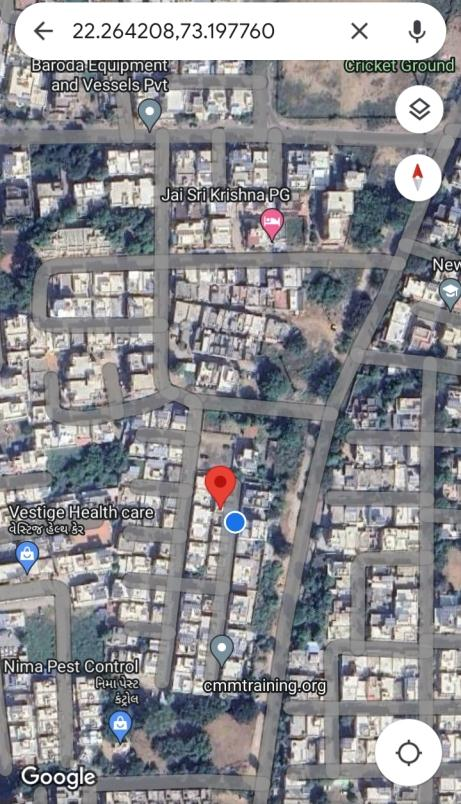 22.264208,73.197760
Baroda Equipment
and Vessels Pvt
Cricket Ground
Jai Sri Krishna PG
New
Vestige Health care
વેસ્ટિજ હેલ્થ કેર
Nima Pest Control
નિમા પેસ્ટ
કંટ્રોલ
cmmtraining.org
Google